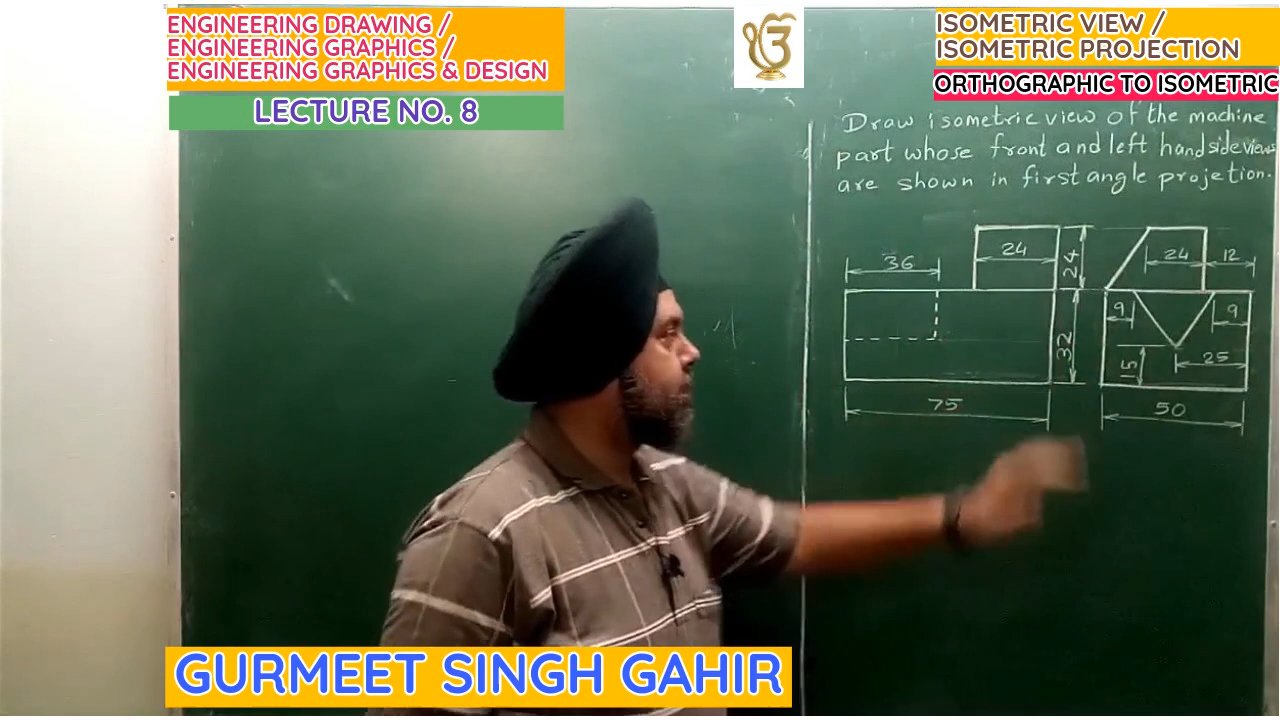 ENGINEERING DRAWING /
ENGINEERING GRAPHICS /
ENGINEERING GRAPHICS & DESIGN
LECTURE NO. 8
ੴ
ISOMETRIC VIEW /
ISOMETRIC PROJECTION
ORTHOGRAPHIC TO ISOMETRIC
Draw isometric view of the machine
part whose front and left hand side views
are shown in first angle projetion.
36
24
24
24
12
9
9
32
15
25
75
50
GURMEET SINGH GAHIR